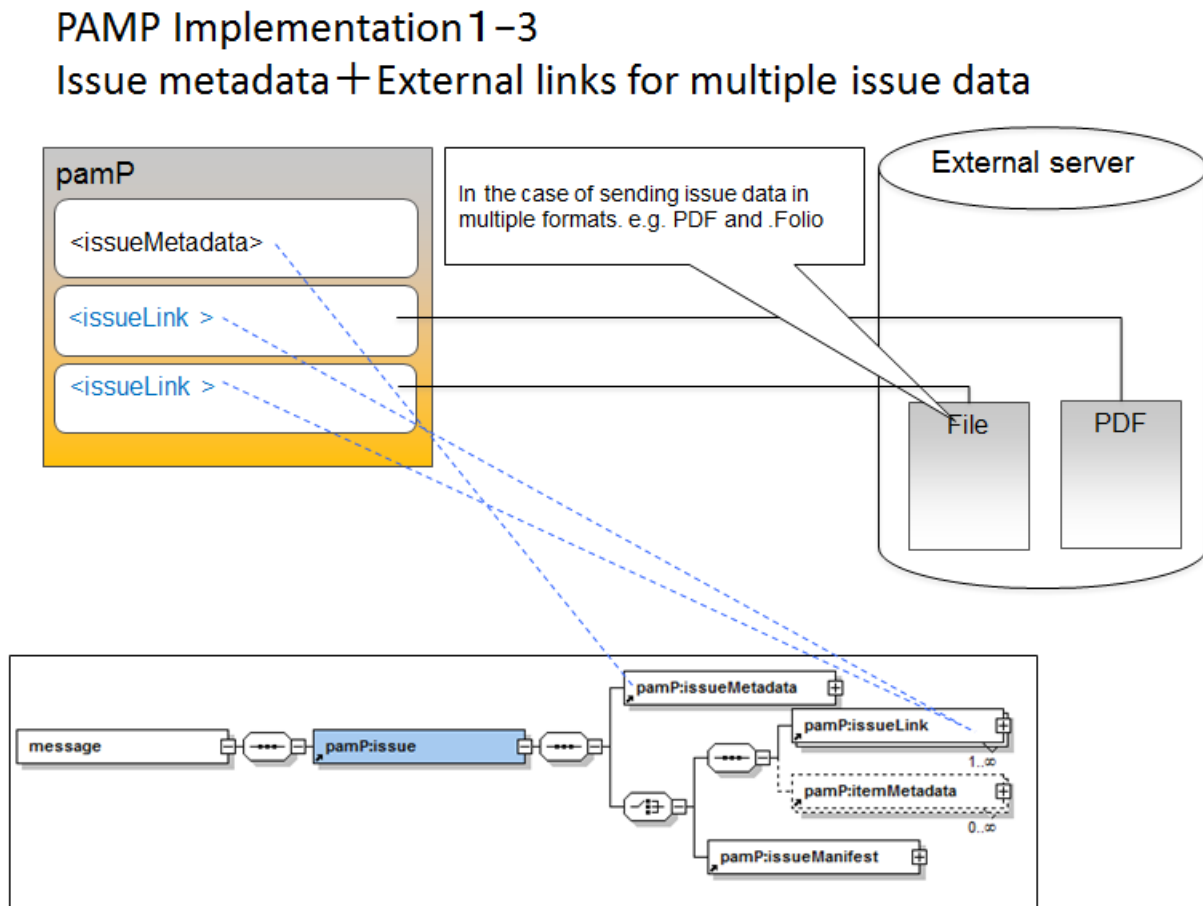 PAMP Implementation１−3
Issue metadata＋External links for multiple issue data
pamP
<issueMetadata>
<issueLink >
<issueLink >
In the case of sending issue data in
multiple formats. e.g. PDF and .Folio
External server
File
PDF
message
pamP:issue
pamP:issueMetadata
pamP:issueLink
1..∞
pamP:itemMetadata
0..∞
pamP:issueManifest